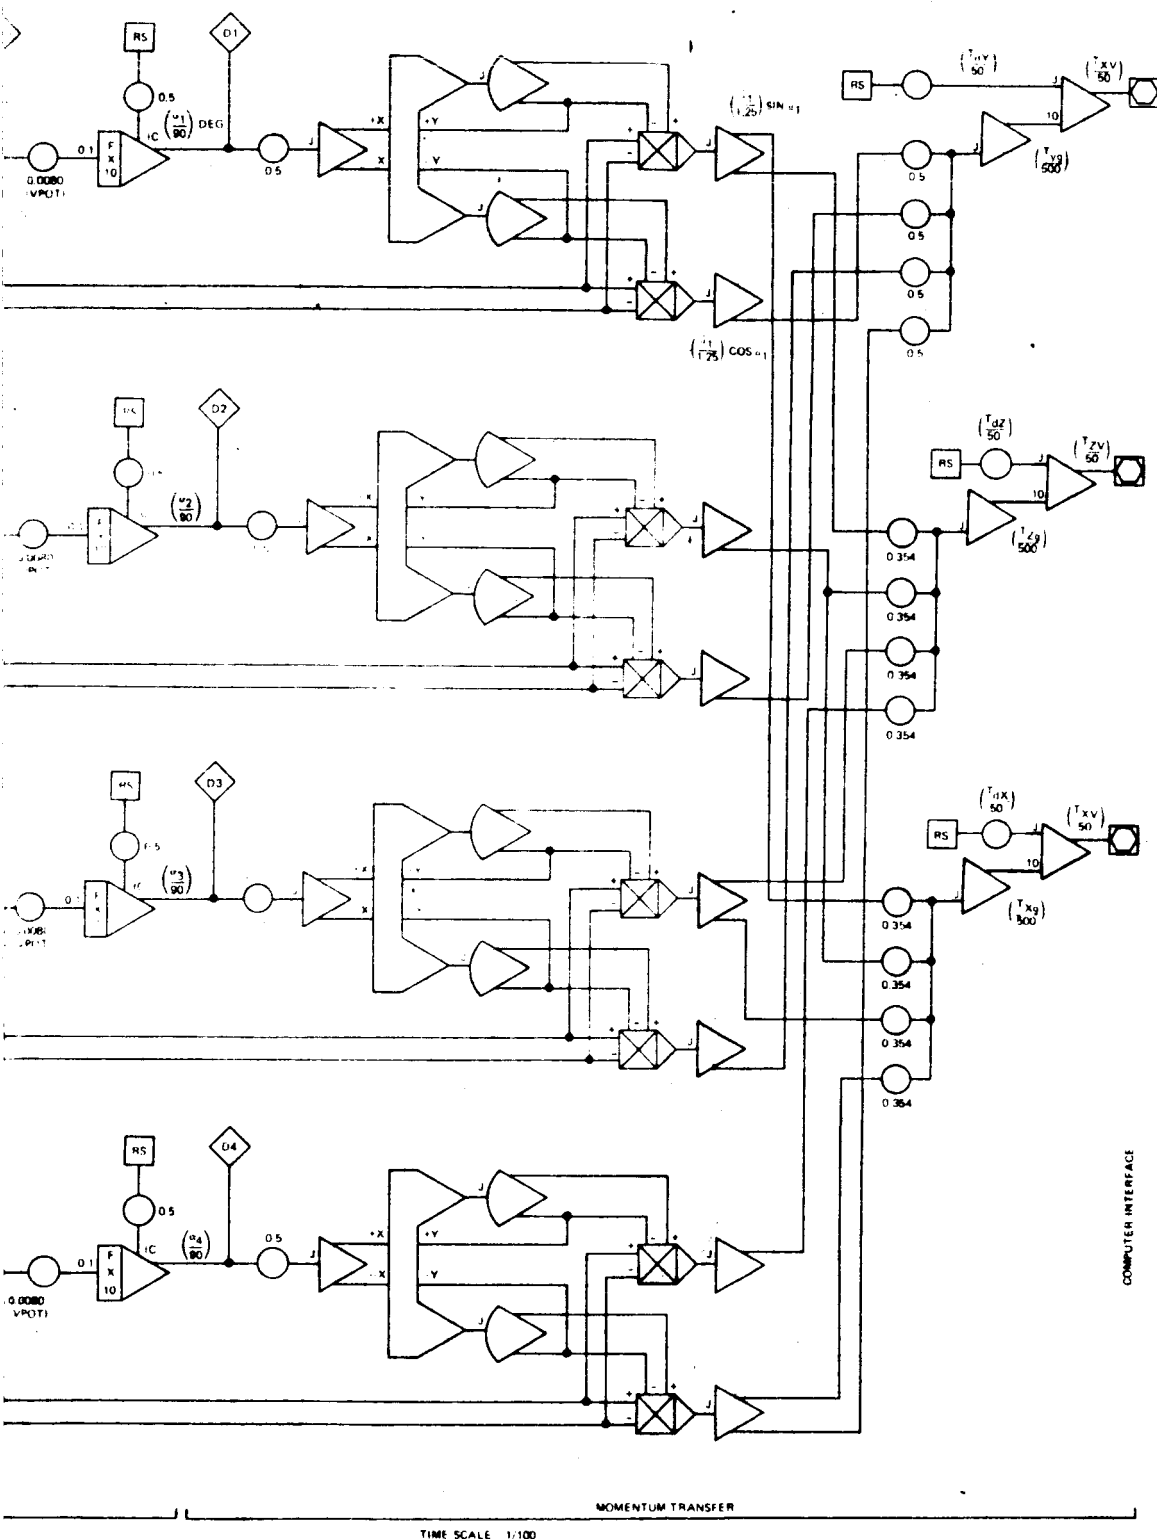 RS
D1
0.5
(α1/90) DEG
0.1
F
X
10
IC
0.5
J
+X
X
+Y
-Y
J
J
0.0080
(VPOT)
SIN α1
COS α1
RS
(TdY/50)
J
(TXV/50)
10
(TYg/500)
0.5
0.5
0.5
0.5
RS
D2
(α2/90)
X
X
RS
(TdZ/50)
J
(TZV/50)
10
(TZg/500)
0.354
0.354
0.354
0.354
RS
D3
(α3/90)
IC
0.1
J
+X
X
RS
(TdX/50)
J
(TXV/50)
10
(TXg/500)
0.354
0.354
0.354
0.354
RS
D4
0.5
(α4/90)
0.5
0.1
F
X
10
IC
J
+X
-X
+Y
-Y
J
J
0.0080
VPOT)
COMPUTER INTERFACE
MOMENTUM TRANSFER
TIME SCALE 1/100